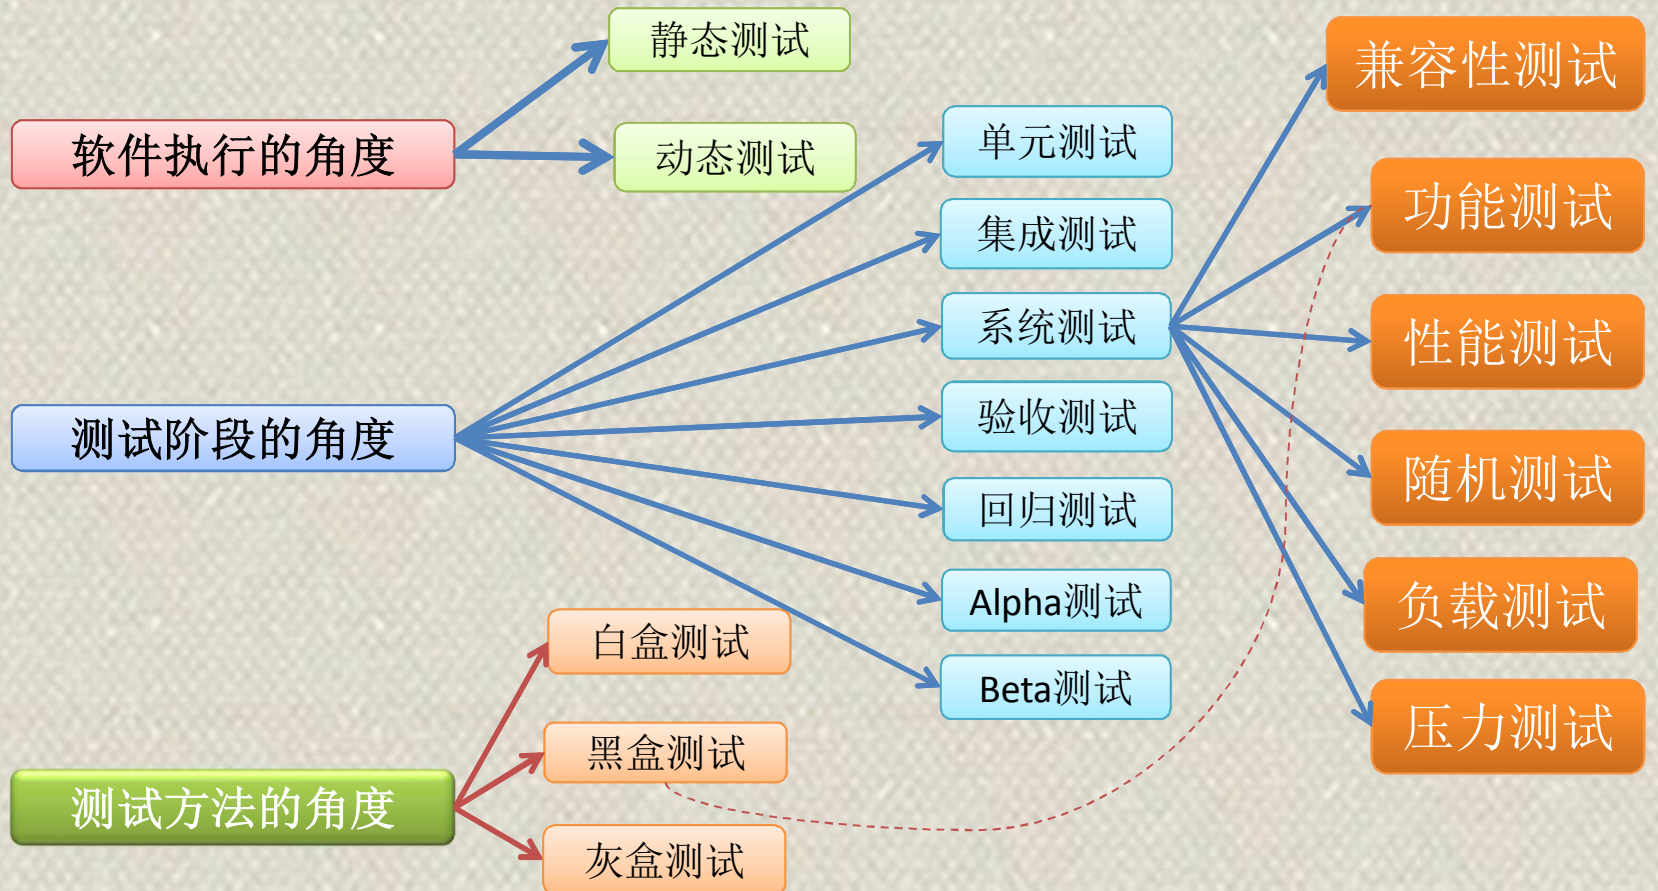 软件执行的角度
静态测试
动态测试
测试阶段的角度
单元测试
集成测试
系统测试
验收测试
回归测试
Alpha测试
Beta测试
兼容性测试
功能测试
性能测试
随机测试
负载测试
压力测试
测试方法的角度
白盒测试
黑盒测试
灰盒测试